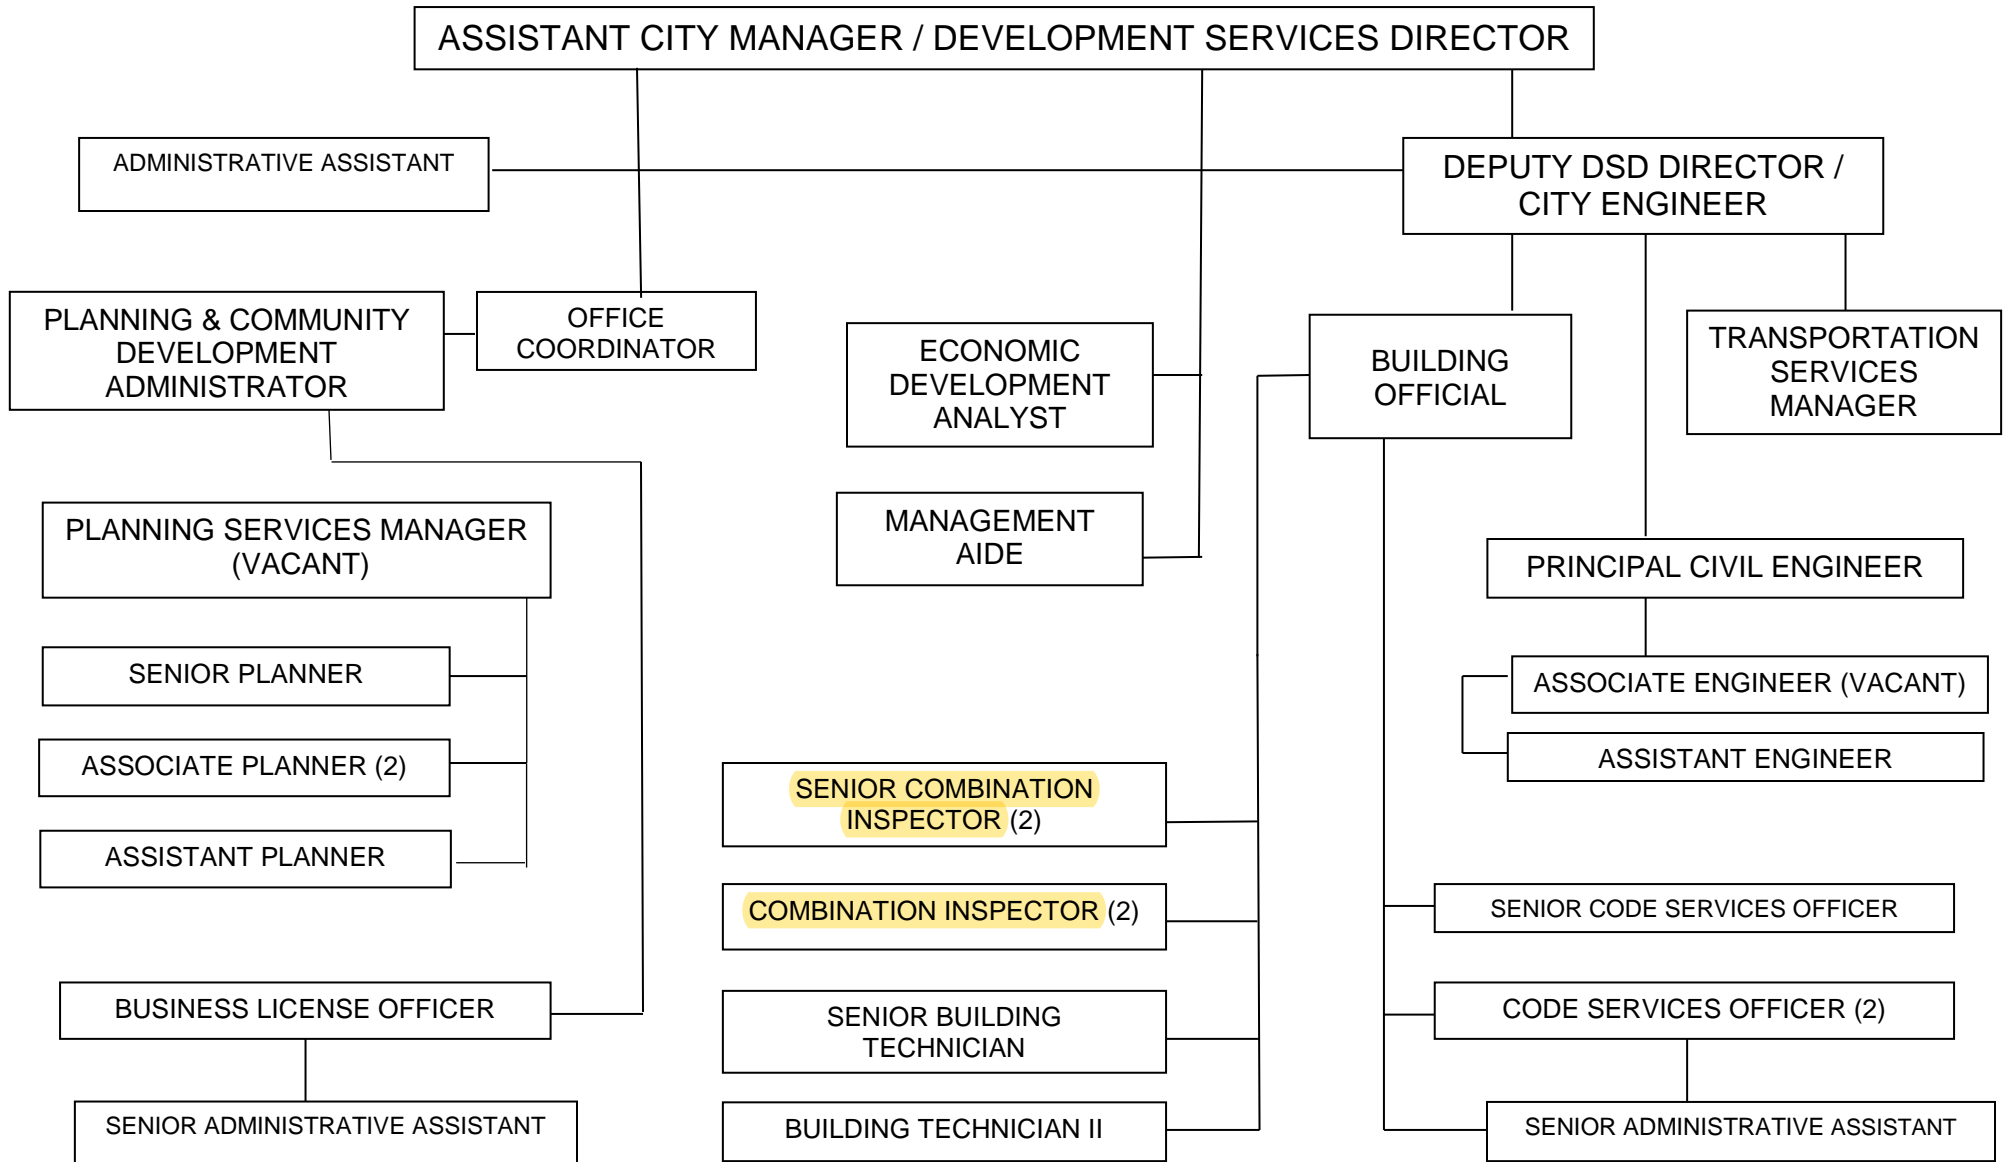 ASSISTANT CITY MANAGER / DEVELOPMENT SERVICES DIRECTOR
ADMINISTRATIVE ASSISTANT
DEPUTY DSD DIRECTOR /
CITY ENGINEER
PLANNING & COMMUNITY
DEVELOPMENT
ADMINISTRATOR
OFFICE
COORDINATOR
ECONOMIC
DEVELOPMENT
ANALYST
BUILDING
OFFICIAL
TRANSPORTATION
SERVICES
MANAGER
PLANNING SERVICES MANAGER
(VACANT)
MANAGEMENT
AIDE
PRINCIPAL CIVIL ENGINEER
SENIOR PLANNER
ASSOCIATE ENGINEER (VACANT)
ASSOCIATE PLANNER (2)
ASSISTANT ENGINEER
SENIOR COMBINATION
INSPECTOR (2)
ASSISTANT PLANNER
COMBINATION INSPECTOR (2)
SENIOR CODE SERVICES OFFICER
BUSINESS LICENSE OFFICER
SENIOR BUILDING
TECHNICIAN
CODE SERVICES OFFICER (2)
SENIOR ADMINISTRATIVE ASSISTANT
BUILDING TECHNICIAN II
SENIOR ADMINISTRATIVE ASSISTANT